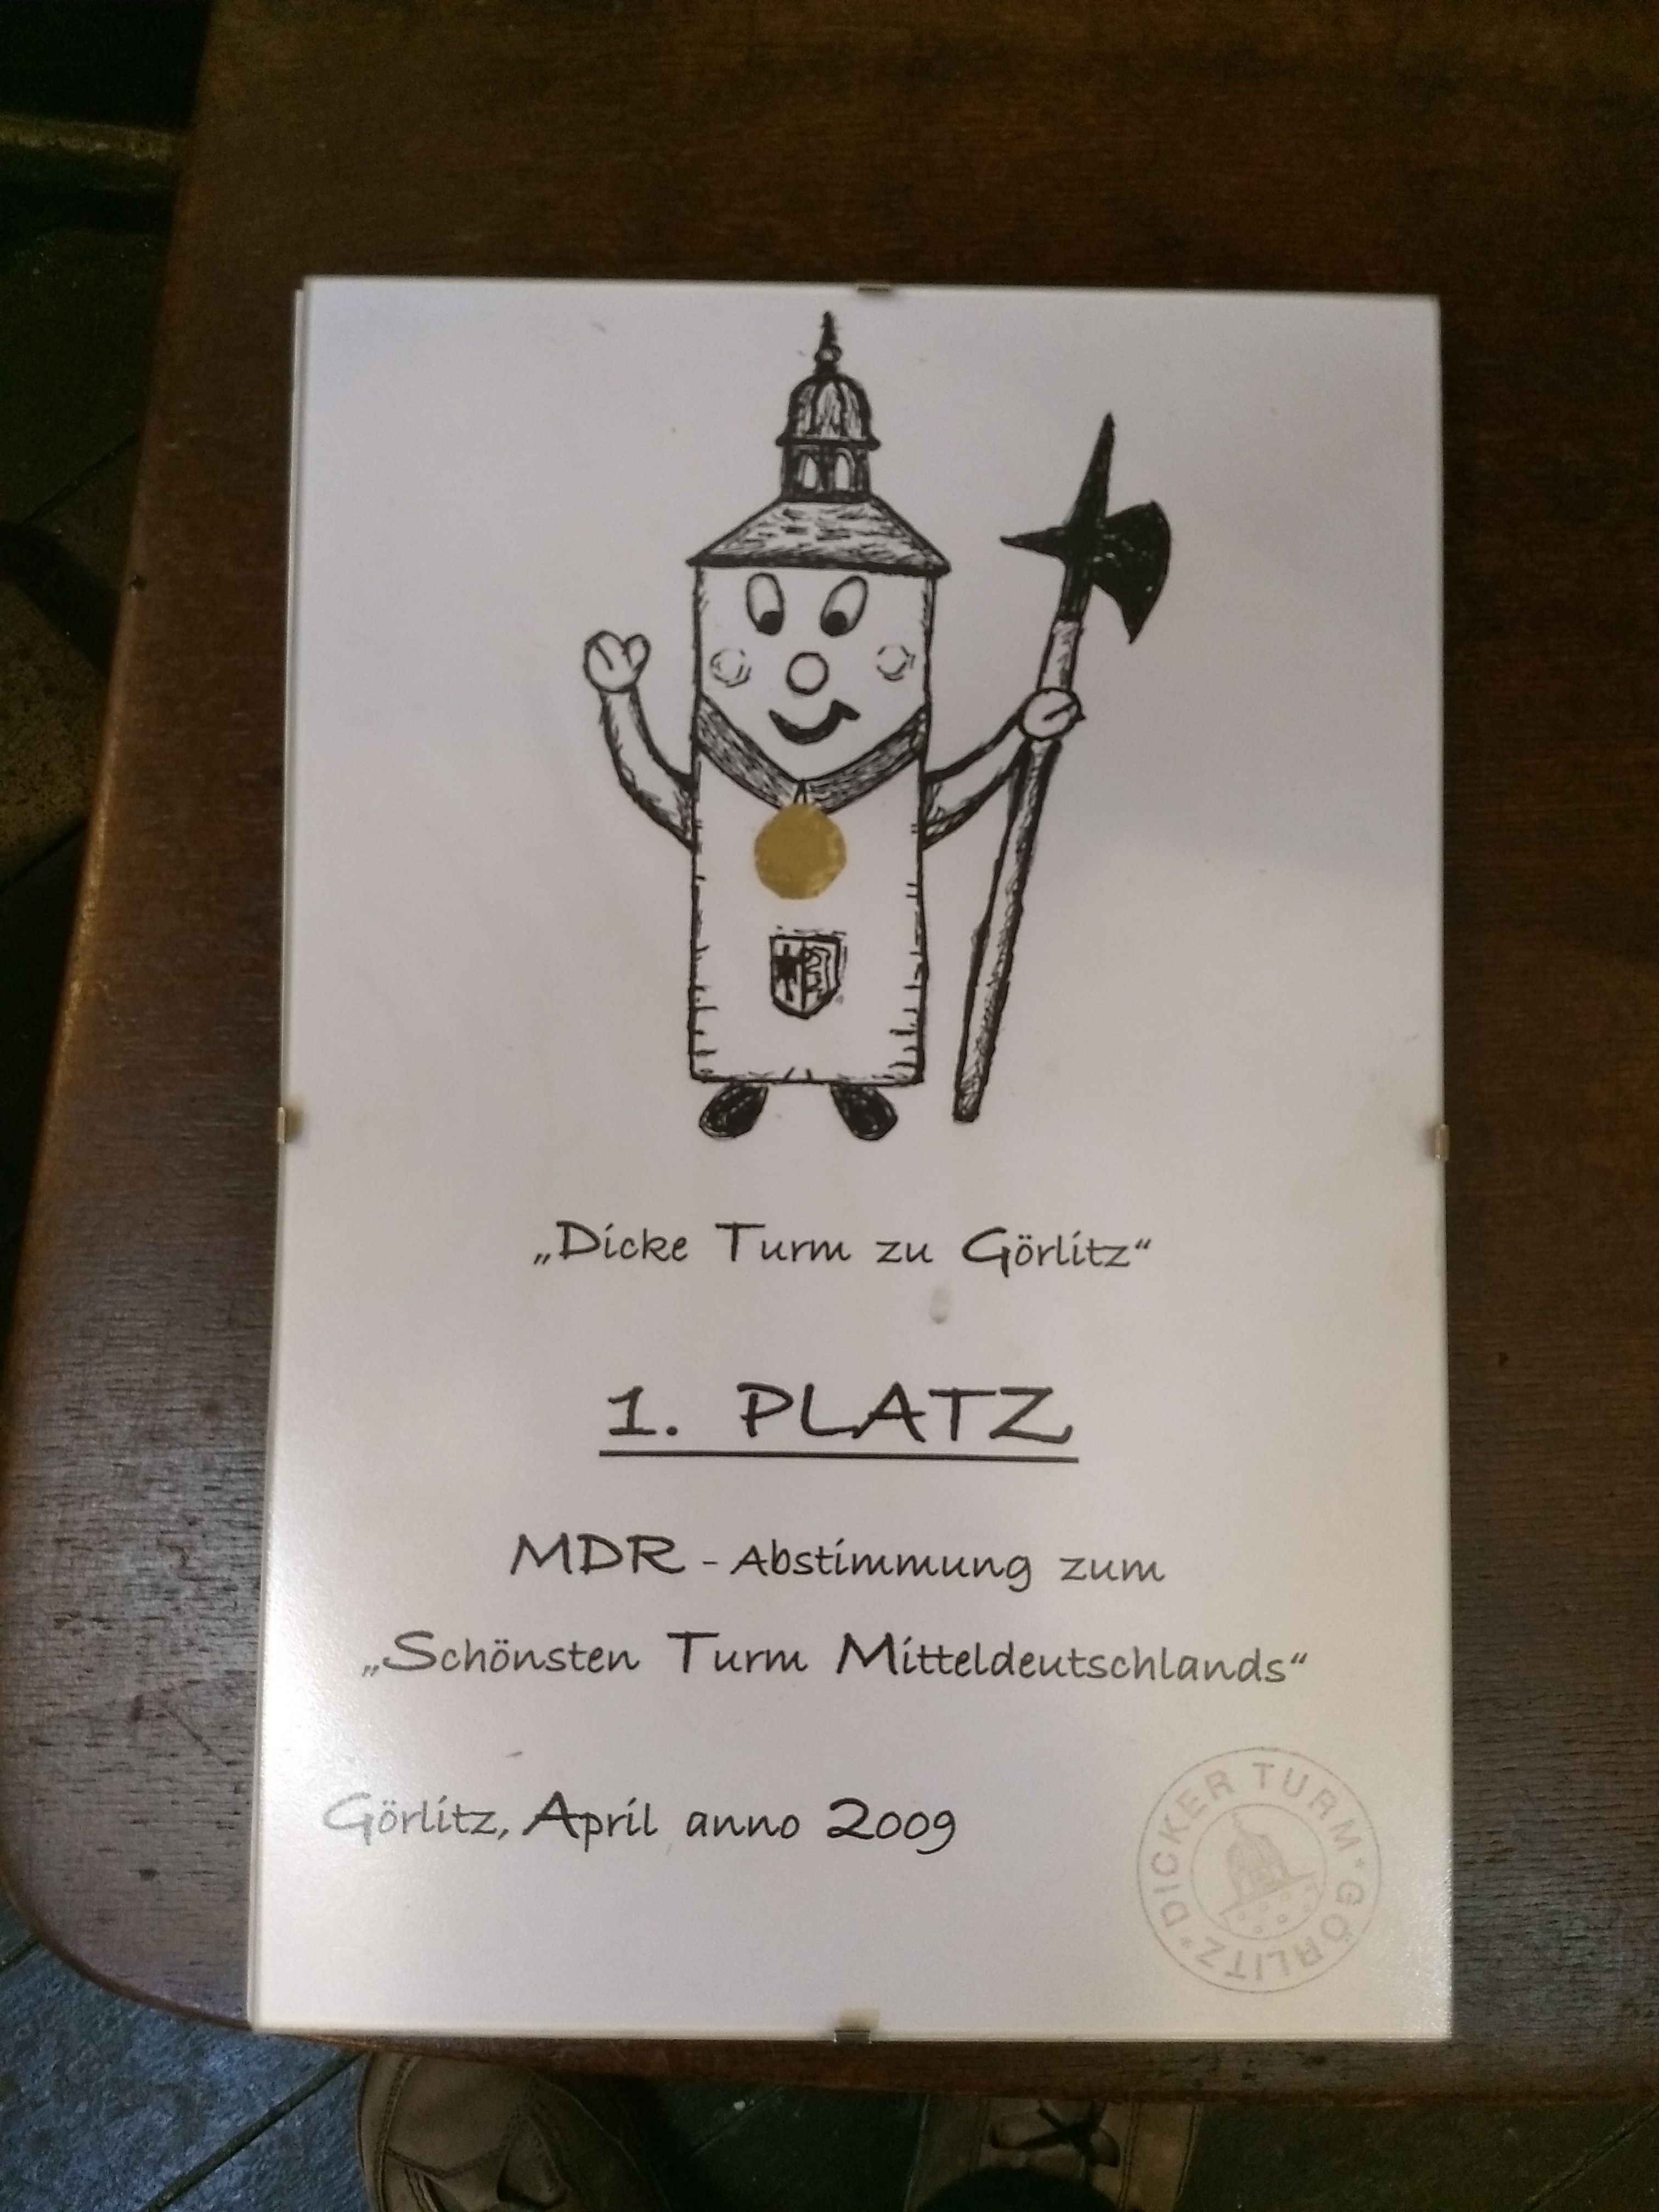 „Dicke Turm zu Görlitz“
1. PLATZ
MDR - Abstimmung zum
„Schönsten Turm Mitteldeutschlands“
Görlitz, April anno 2009
*DICKER TURM*GÖRLITZ